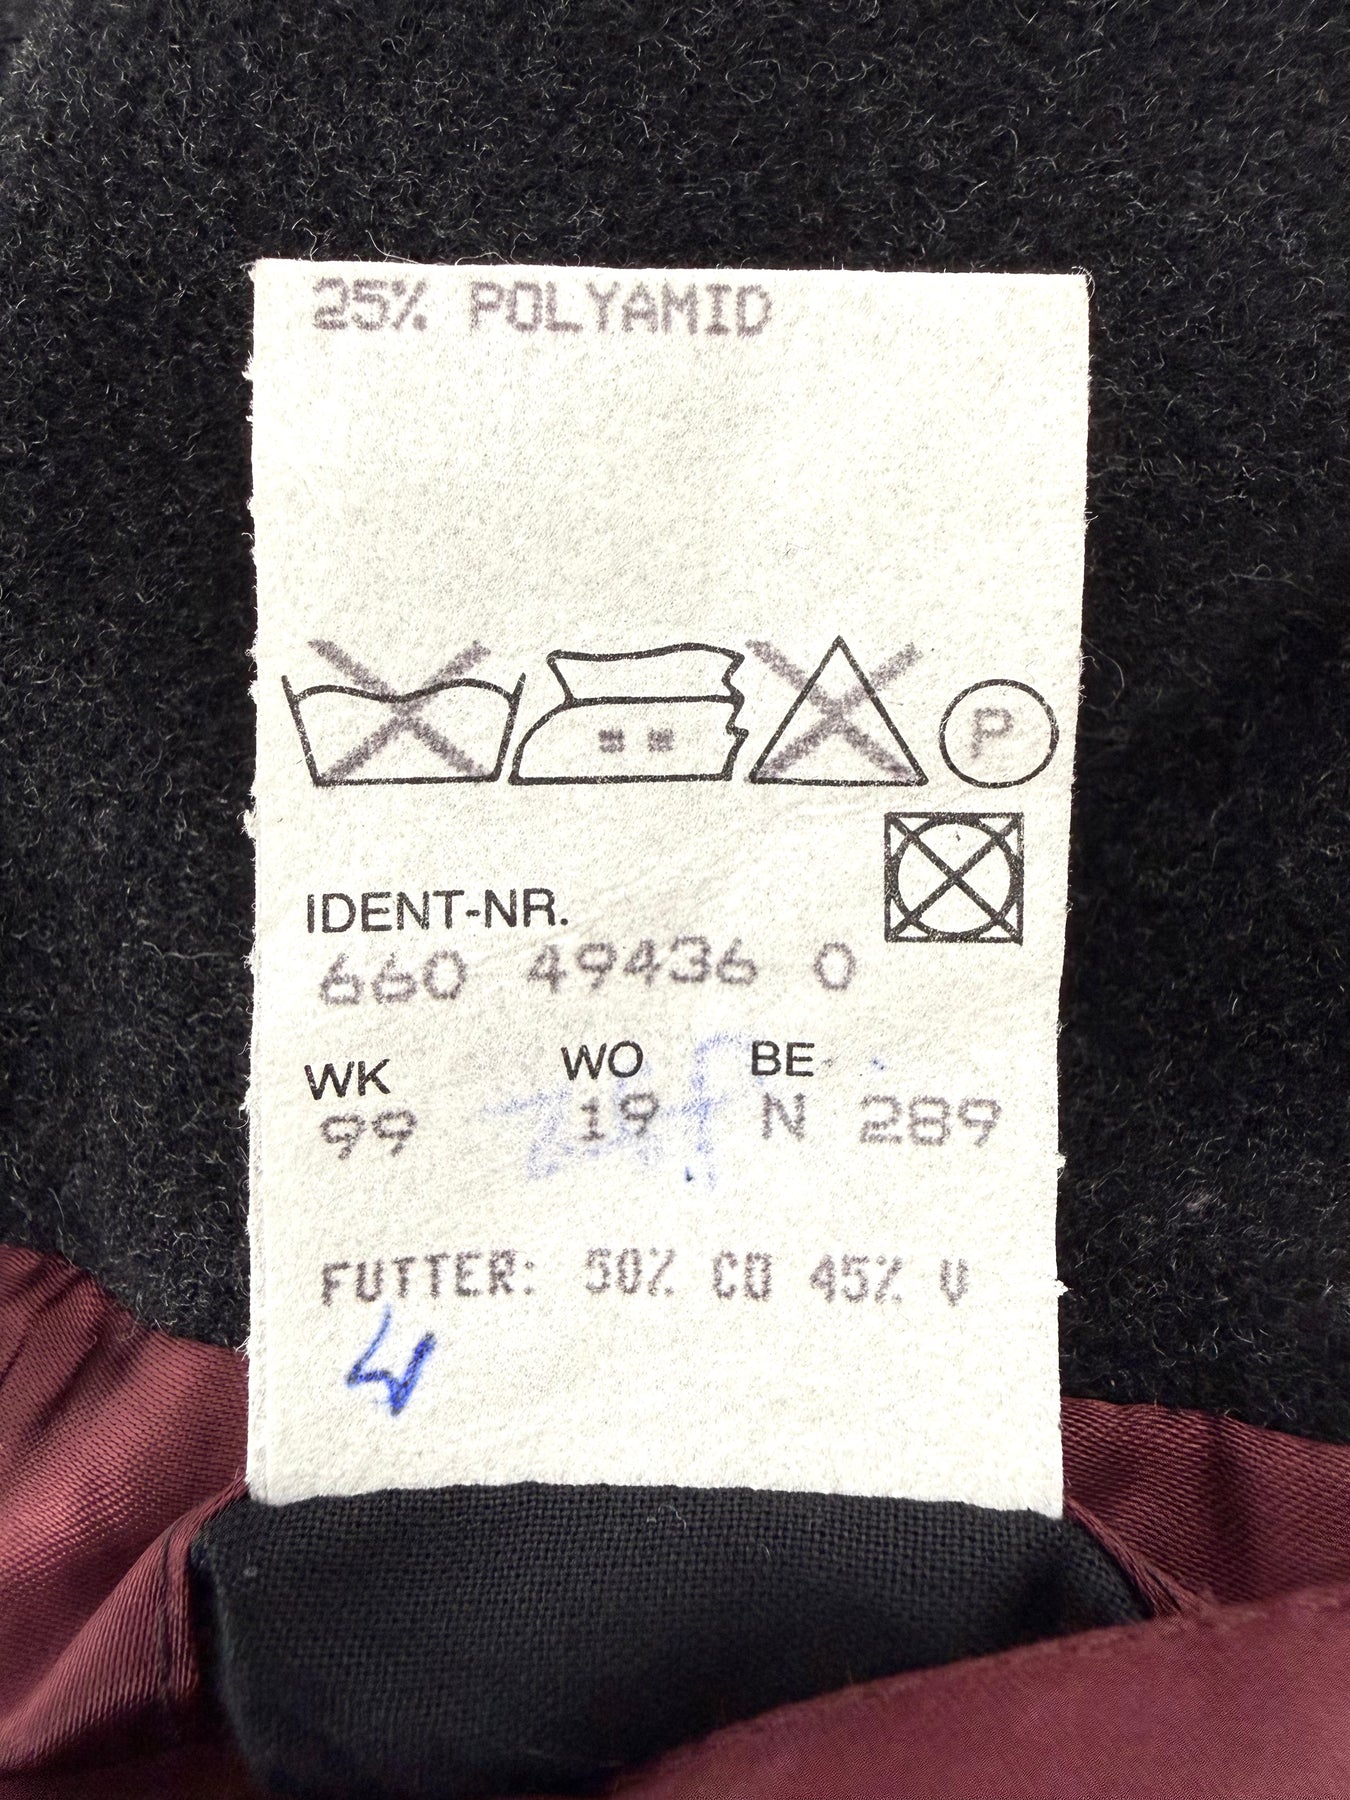 25% POLYAMID
P
IDENT-NR.
660 49436 0
WK WO BE
99 19 N 289
FUTTER: 50% CO 45% V
4